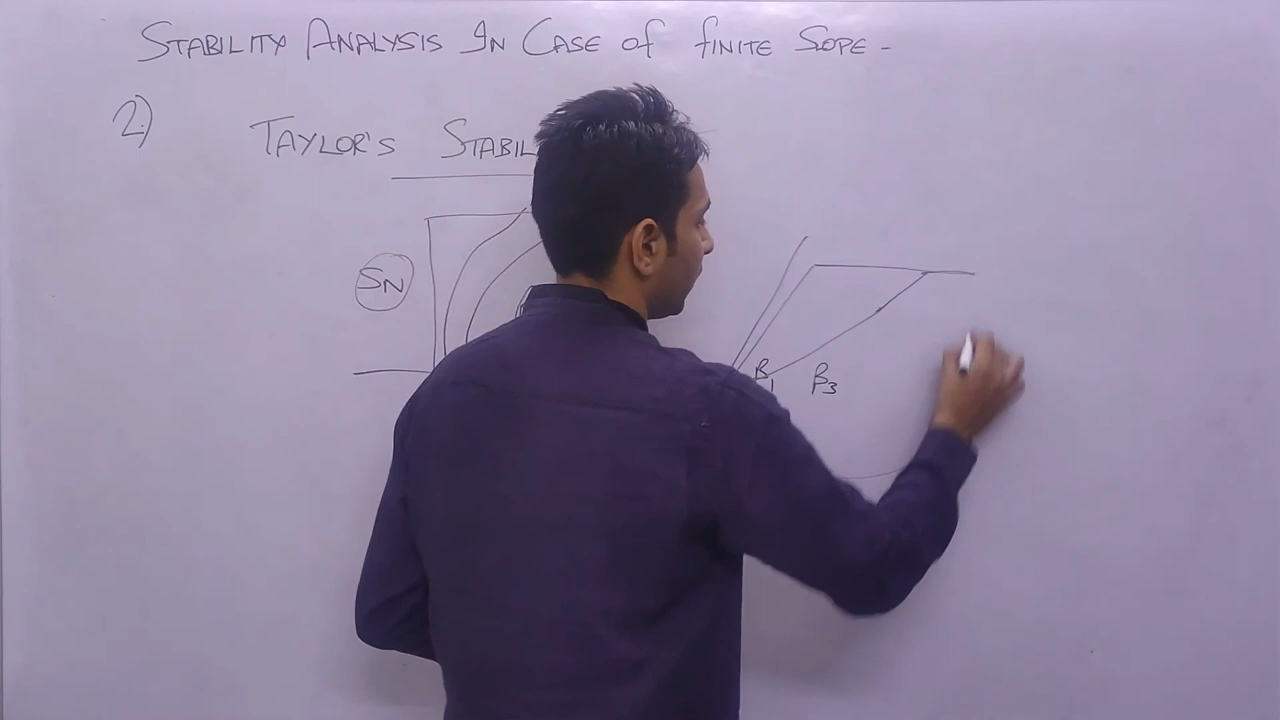 STABILITY ANALYSIS IN CASE OF FINITE SLOPE -
2.) TAYLOR'S STABIL
SN
β1 β3